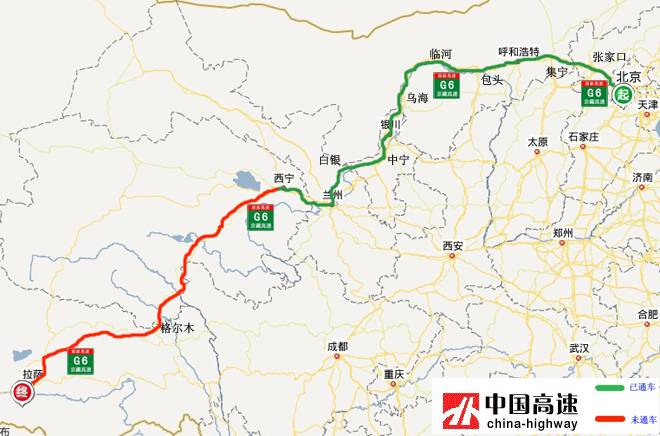 临河
呼和浩特
张家口
国家高速
G6
京藏高速
包头
集宁
国家高速
G6
京藏高速
北京
起
乌海
天津
银川
太原
石家庄
白银
中宁
西宁
兰州
济南
国家高速
G6
京藏高速
西安
郑州
格尔木
合肥
拉萨
国家高速
G6
京藏高速
成都
武汉
终
重庆
已通车
中国高速
china-highway
未通车
布